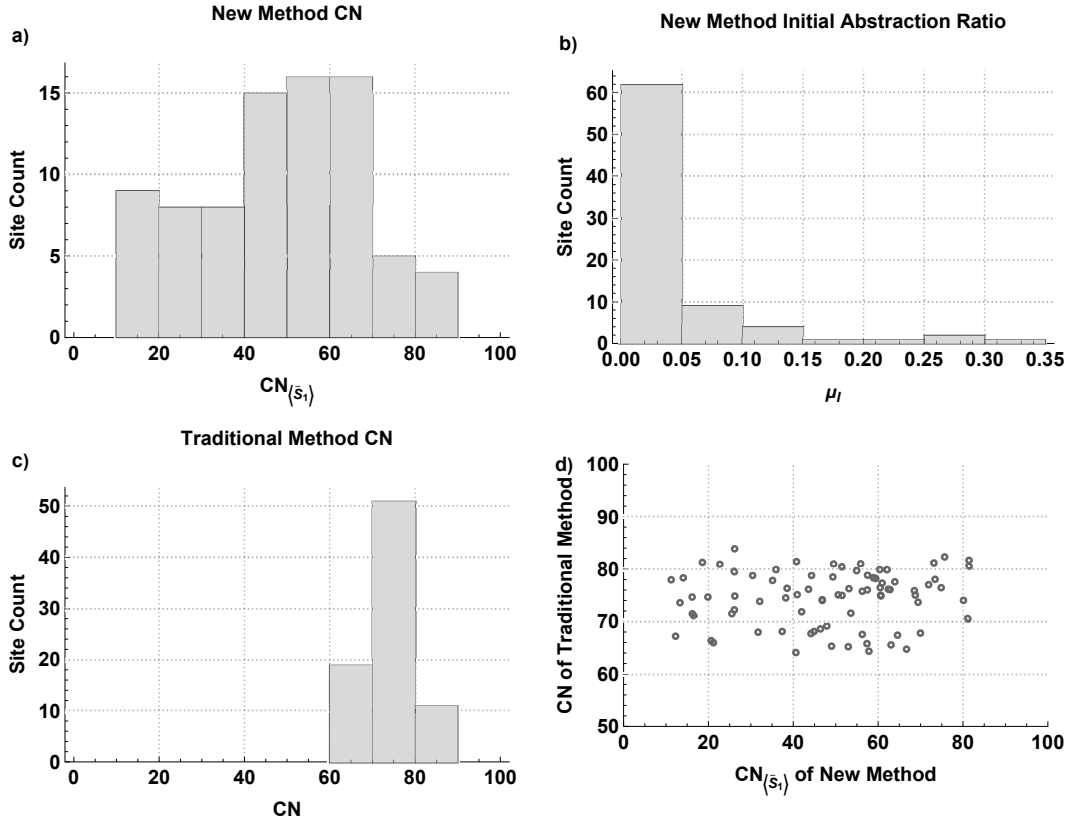 New Method CN
a)
15
10
5
0
Site Count
0 20 40 60 80 100
CN⟨s̄₁⟩
New Method Initial Abstraction Ratio
b)
60
50
40
30
20
10
0
Site Count
0.00 0.05 0.10 0.15 0.20 0.25 0.30 0.35
μI
Traditional Method CN
c)
50
40
30
20
10
0
Site Count
0 20 40 60 80 100
CN
d)
100
90
80
70
60
50
CN of Traditional Method
0 20 40 60 80 100
CN⟨s̄₁⟩ of New Method